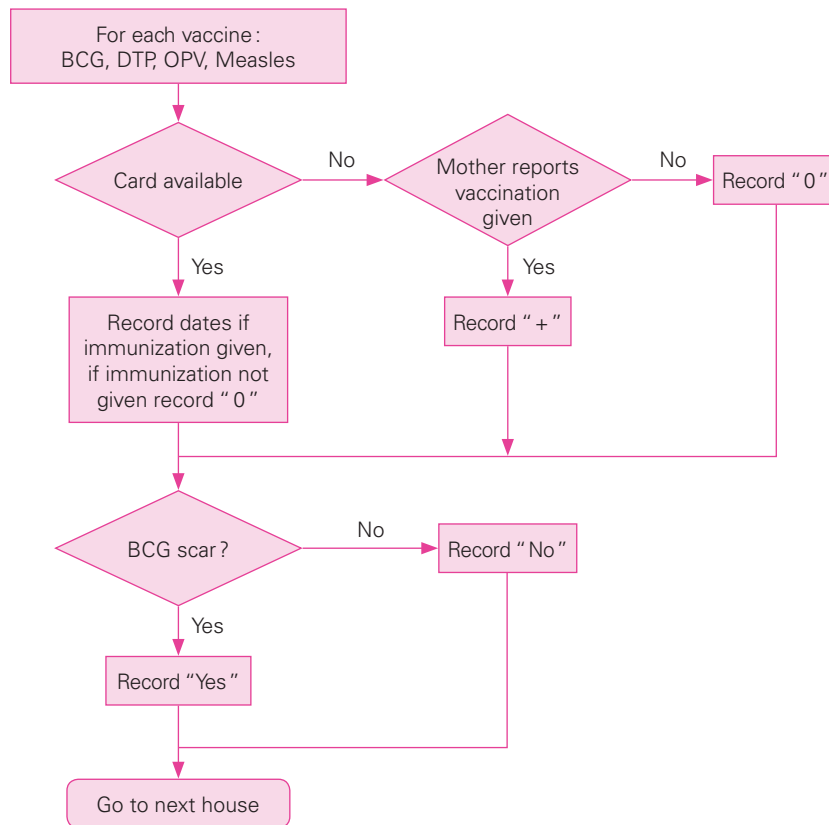 For each vaccine:
BCG, DTP, OPV, Measles
Card available
No
Mother reports
vaccination
given
No
Record "0"
Yes
Yes
Record dates if
immunization given,
if immunization not
given record "0"
Record "+"
BCG scar?
No
Record "No"
Yes
Record "Yes"
Go to next house